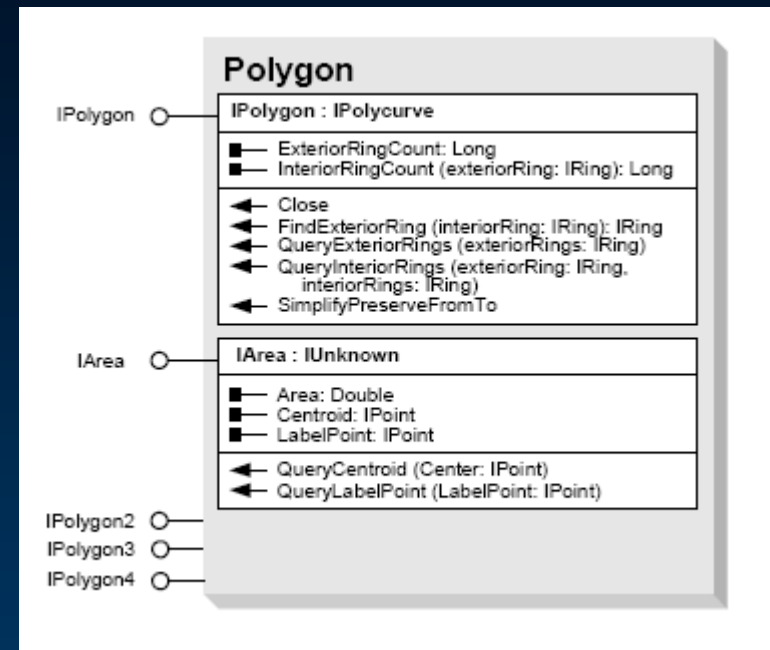 Polygon
IPolygon
IPolygon : IPolycurve
ExteriorRingCount: Long
InteriorRingCount (exteriorRing: IRing): Long
Close
FindExteriorRing (interiorRing: IRing): IRing
QueryExteriorRings (exteriorRings: IRing)
QueryInteriorRings (exteriorRing: IRing,
interiorRings: IRing)
SimplifyPreserveFromTo
IArea
IArea : IUnknown
Area: Double
Centroid: IPoint
LabelPoint: IPoint
QueryCentroid (Center: IPoint)
QueryLabelPoint (LabelPoint: IPoint)
IPolygon2
IPolygon3
IPolygon4